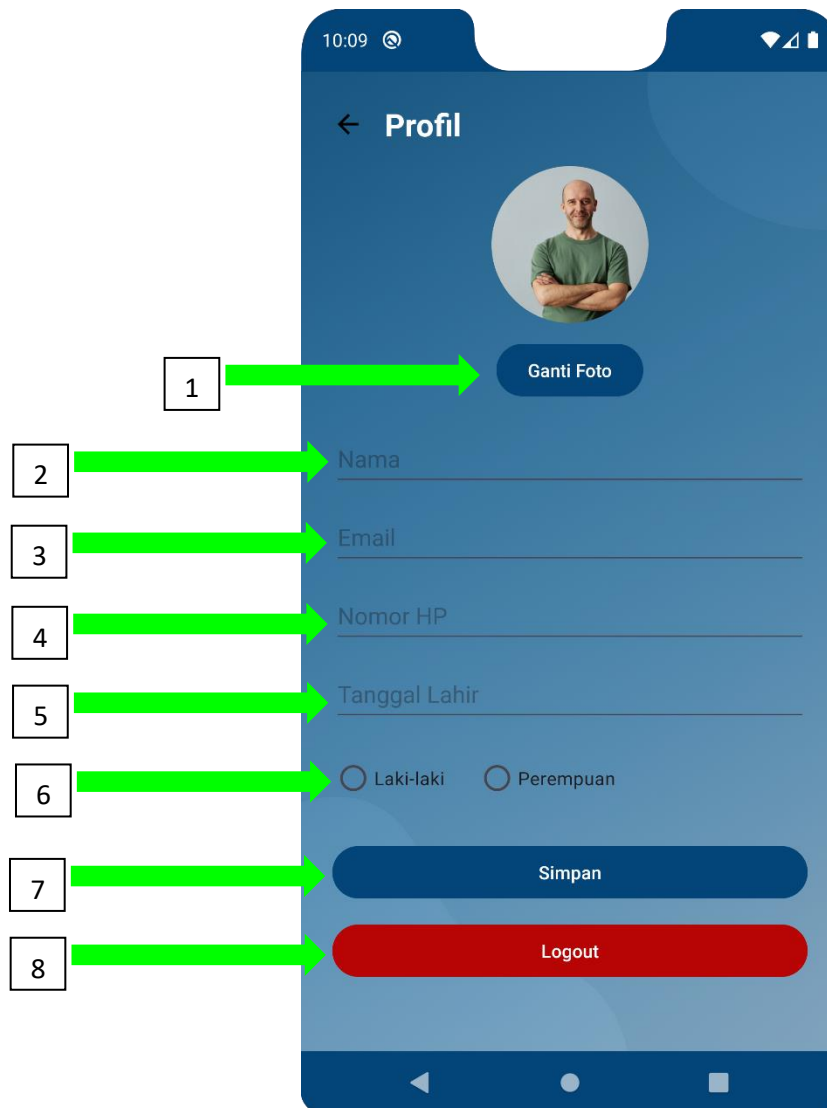 10:09
Profil
Ganti Foto
1
Nama
2
Email
3
Nomor HP
4
Tanggal Lahir
5
Laki-laki Perempuan
6
Simpan
7
Logout
8